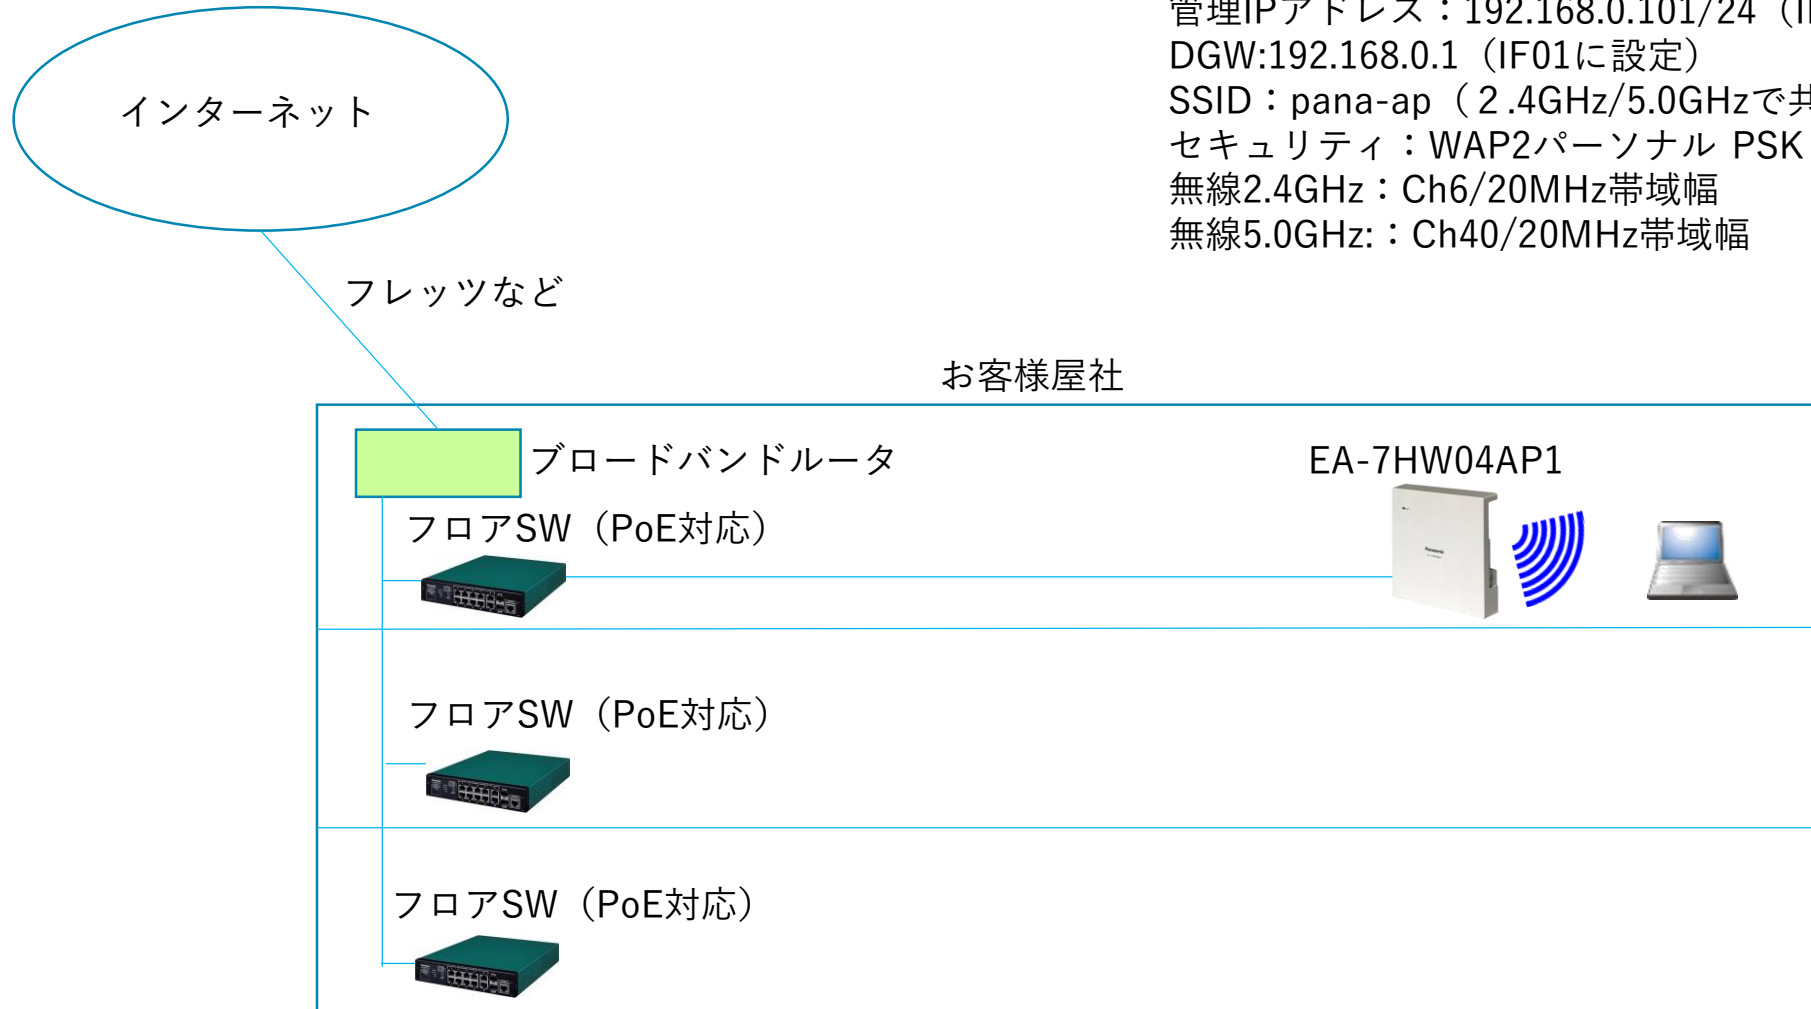 管理IPアドレス：192.168.0.101/24（I
DGW:192.168.0.1（IF01に設定）
SSID：pana-ap（２.4GHz/5.0GHzで共
セキュリティ：WAP2パーソナル PSK
無線2.4GHz：Ch6/20MHz帯域幅
無線5.0GHz:：Ch40/20MHz帯域幅
インターネット
フレッツなど
お客様屋社
ブロードバンドルータ
EA-7HW04AP1
フロアSW（PoE対応）
フロアSW（PoE対応）
フロアSW（PoE対応）